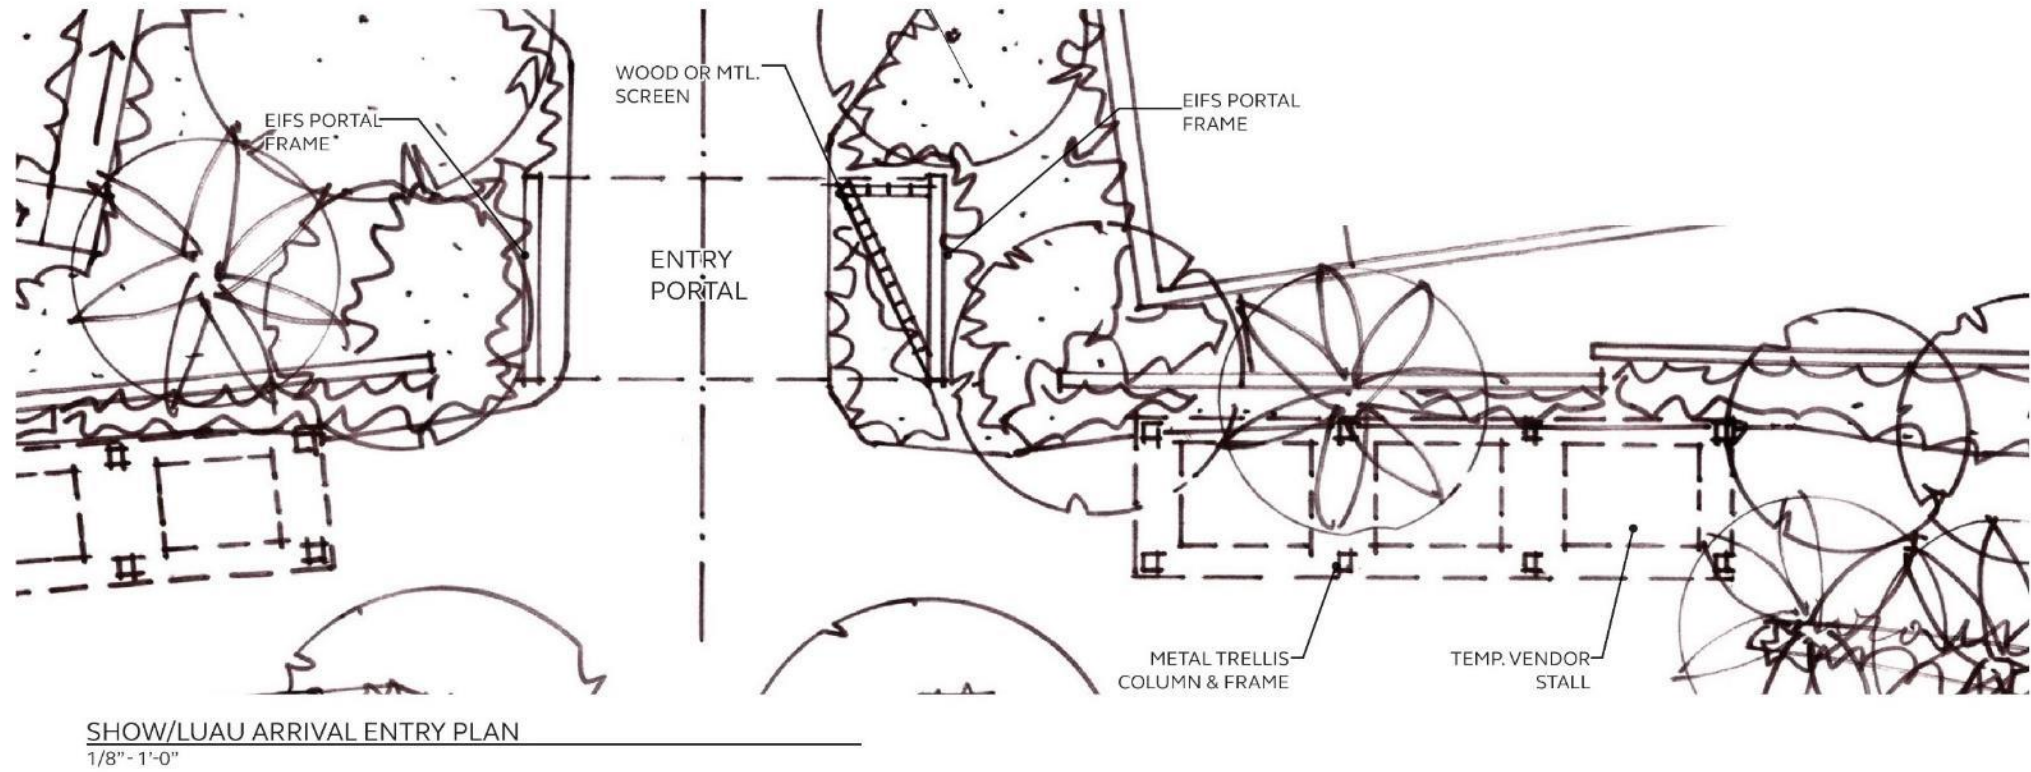 WOOD OR MTL.
SCREEN
EIFS PORTAL
FRAME
EIFS PORTAL
FRAME
ENTRY
PORTAL
METAL TRELLIS
COLUMN & FRAME
TEMP. VENDOR
STALL
SHOW/LUAU ARRIVAL ENTRY PLAN
1/8" - 1'-0"